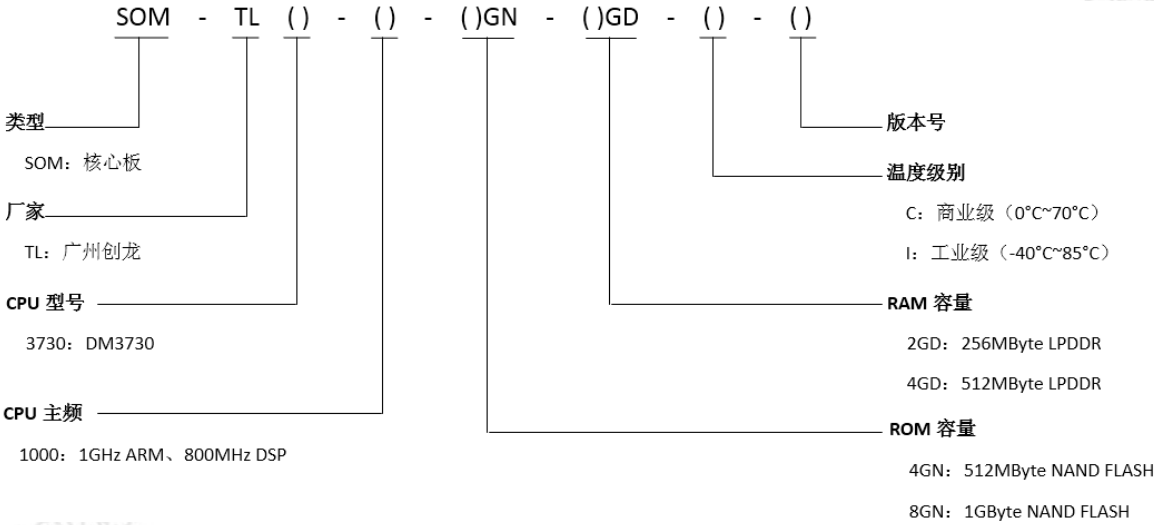 SOM - TL ( ) - ( ) - ( )GN - ( )GD - ( ) - ( )
类型
SOM：核心板
厂家
TL：广州创龙
CPU 型号
3730：DM3730
CPU 主频
1000：1GHz ARM、800MHz DSP
版本号
温度级别
C：商业级（0°C~70°C）
I：工业级（-40°C~85°C）
RAM 容量
2GD：256MByte LPDDR
4GD：512MByte LPDDR
ROM 容量
4GN：512MByte NAND FLASH
8GN：1GByte NAND FLASH